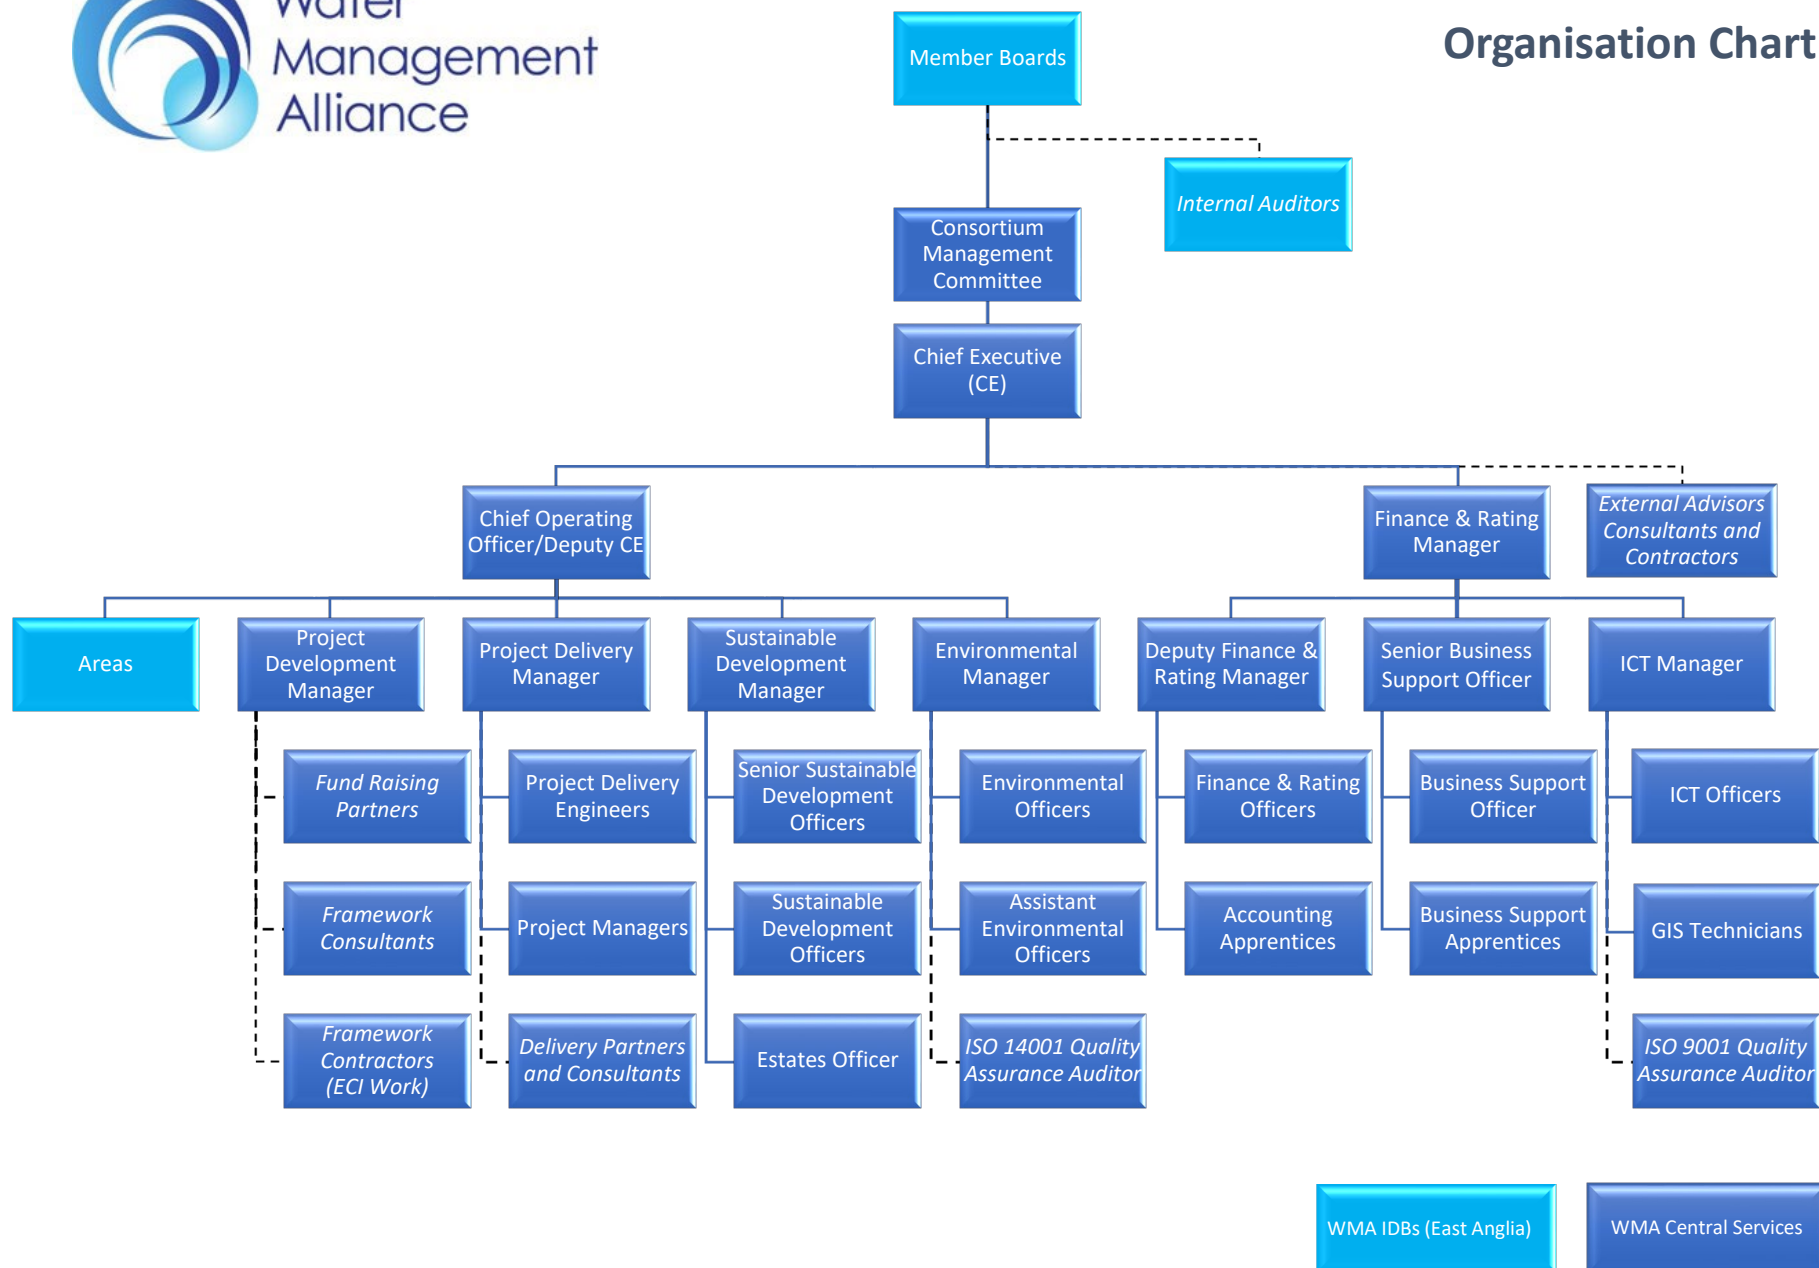 Water
Management
Alliance
Organisation Chart
Member Boards
Internal Auditors
Consortium
Management
Committee
Chief Executive
(CE)
Chief Operating
Officer/Deputy CE
Finance & Rating
Manager
External Advisors
Consultants and
Contractors
Areas
Project
Development
Manager
Project Delivery
Manager
Sustainable
Development
Manager
Environmental
Manager
Deputy Finance &
Rating Manager
Senior Business
Support Officer
ICT Manager
Fund Raising
Partners
Project Delivery
Engineers
Senior Sustainable
Development
Officers
Environmental
Officers
Finance & Rating
Officers
Business Support
Officer
ICT Officers
Framework
Consultants
Project Managers
Sustainable
Development
Officers
Assistant
Environmental
Officers
Accounting
Apprentices
Business Support
Apprentices
GIS Technicians
Framework
Contractors
(ECI Work)
Delivery Partners
and Consultants
Estates Officer
ISO 14001 Quality
Assurance Auditor
ISO 9001 Quality
Assurance Auditor
WMA IDBs (East Anglia)
WMA Central Services